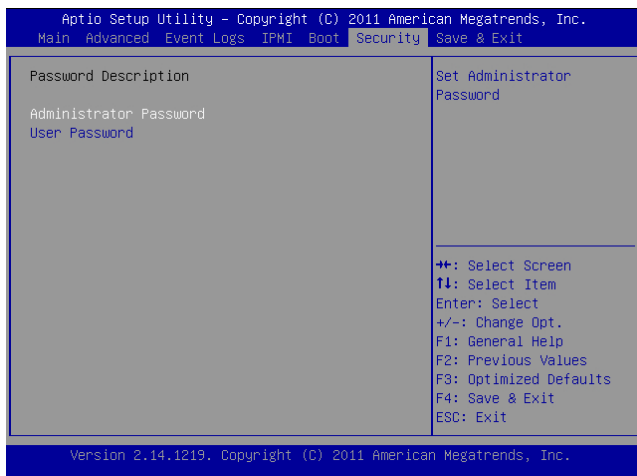 Aptio Setup Utility – Copyright (C) 2011 American Megatrends, Inc.
Main Advanced Event Logs IPMI Boot Security Save & Exit
Password Description
Administrator Password
User Password
Set Administrator
Password
→←: Select Screen
↑↓: Select Item
Enter: Select
+/-: Change Opt.
F1: General Help
F2: Previous Values
F3: Optimized Defaults
F4: Save & Exit
ESC: Exit
Version 2.14.1219. Copyright (C) 2011 American Megatrends, Inc.